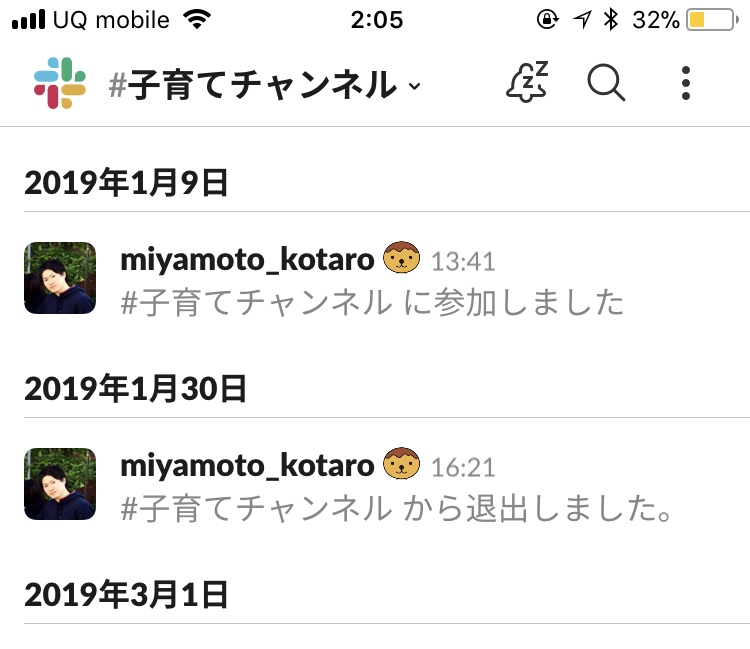 UQ mobile 2:05 32%
#子育てチャンネル
2019年1月9日
miyamoto_kotaro 13:41
#子育てチャンネル に参加しました
2019年1月30日
miyamoto_kotaro 16:21
#子育てチャンネル から退出しました。
2019年3月1日